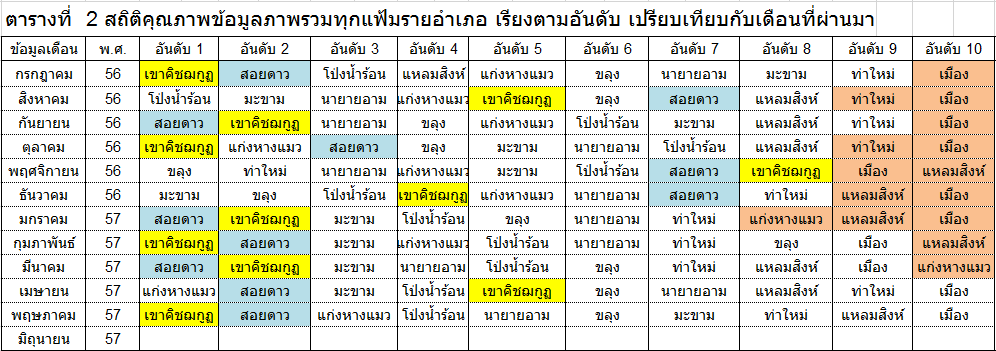 ตารางที่ 2 สถิติคุณภาพข้อมูลภาพรวมทุกแฟ้มรายอำเภอ เรียงตามอันดับ เปรียบเทียบกับเดือนที่ผ่านมา
ข้อมูลเดือน พ.ศ. อันดับ 1 อันดับ 2 อันดับ 3 อันดับ 4 อันดับ 5 อันดับ 6 อันดับ 7 อันดับ 8 อันดับ 9 อันดับ 10
กรกฎาคม 56 เขาคิชฌกูฏ สอยดาว โป่งน้ำร้อน แหลมสิงห์ แก่งหางแมว ขลุง นายายอาม มะขาม ท่าใหม่ เมือง
สิงหาคม 56 โป่งน้ำร้อน มะขาม นายายอาม แก่งหางแมว เขาคิชฌกูฏ ขลุง สอยดาว แหลมสิงห์ ท่าใหม่ เมือง
กันยายน 56 สอยดาว เขาคิชฌกูฏ นายายอาม ขลุง แก่งหางแมว โป่งน้ำร้อน มะขาม แหลมสิงห์ ท่าใหม่ เมือง
ตุลาคม 56 เขาคิชฌกูฏ แก่งหางแมว สอยดาว ขลุง มะขาม นายายอาม โป่งน้ำร้อน แหลมสิงห์ ท่าใหม่ เมือง
พฤศจิกายน 56 ขลุง ท่าใหม่ นายายอาม แก่งหางแมว มะขาม โป่งน้ำร้อน สอยดาว เขาคิชฌกูฏ เมือง แหลมสิงห์
ธันวาคม 56 มะขาม ขลุง โป่งน้ำร้อน เขาคิชฌกูฏ แก่งหางแมว นายายอาม สอยดาว ท่าใหม่ แหลมสิงห์ เมือง
มกราคม 57 สอยดาว เขาคิชฌกูฏ มะขาม โป่งน้ำร้อน ขลุง นายายอาม ท่าใหม่ แก่งหางแมว แหลมสิงห์ เมือง
กุมภาพันธ์ 57 เขาคิชฌกูฏ สอยดาว มะขาม แก่งหางแมว โป่งน้ำร้อน นายายอาม ท่าใหม่ ขลุง เมือง แหลมสิงห์
มีนาคม 57 สอยดาว เขาคิชฌกูฏ มะขาม นายายอาม โป่งน้ำร้อน ขลุง ท่าใหม่ แหลมสิงห์ เมือง แก่งหางแมว
เมษายน 57 แก่งหางแมว สอยดาว มะขาม โป่งน้ำร้อน เขาคิชฌกูฏ ขลุง นายายอาม แหลมสิงห์ ท่าใหม่ เมือง
พฤษภาคม 57 เขาคิชฌกูฏ สอยดาว แก่งหางแมว โป่งน้ำร้อน นายายอาม ขลุง มะขาม ท่าใหม่ แหลมสิงห์ เมือง
มิถุนายน 57